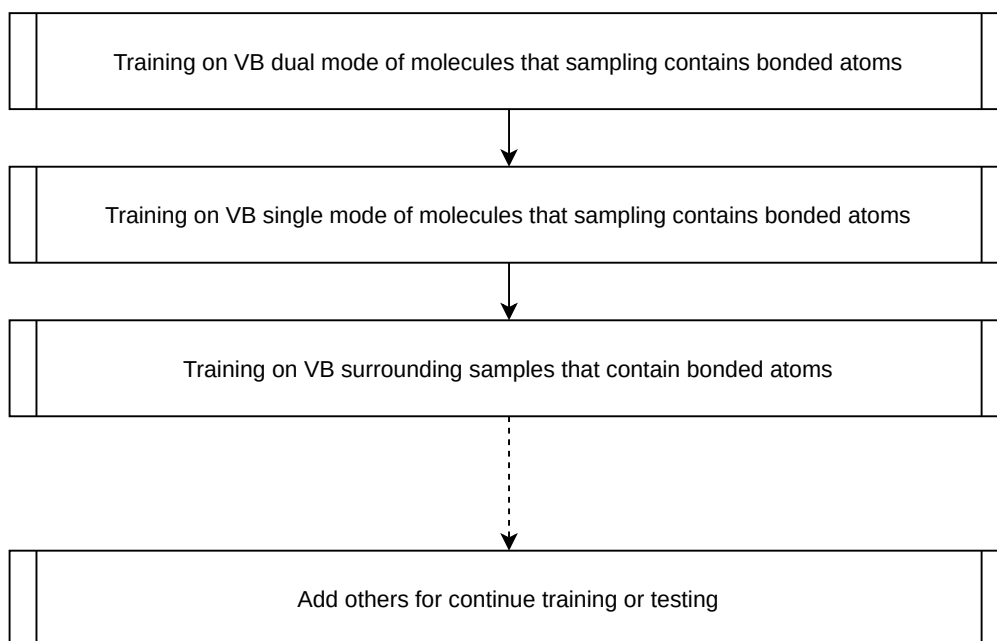 Training on VB dual mode of molecules that sampling contains bonded atoms
Training on VB single mode of molecules that sampling contains bonded atoms
Training on VB surrounding samples that contain bonded atoms
Add others for continue training or testing